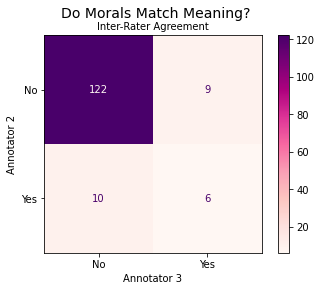 Do Morals Match Meaning?
Inter-Rater Agreement
No
122
9
Yes
10
6
No
Yes
Annotator 2
Annotator 3
120
100
80
60
40
20